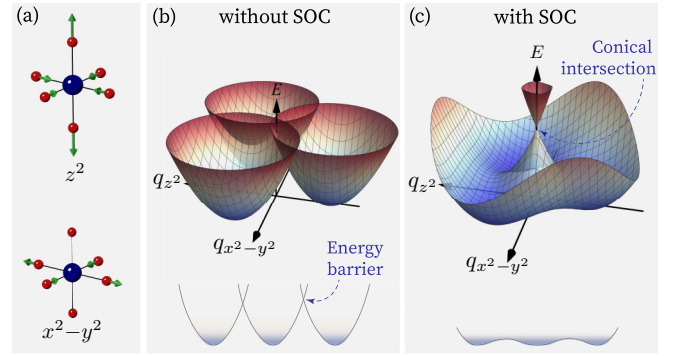 (a)
z²
x²−y²
(b)
without SOC
E
q_{z²}
q_{x²−y²}
Energy
barrier
(c)
with SOC
Conical
intersection
E
q_{z²}
q_{x²−y²}